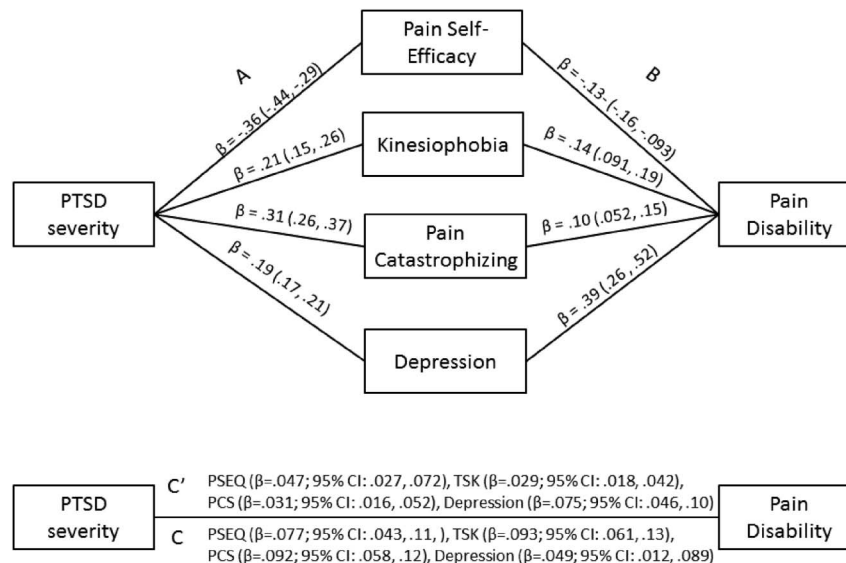 Pain Self-
Efficacy
A
B
β = -.36 (-.44, -.29)
β = -.13- (-.16, -.093)
Kinesiophobia
β = .21 (.15, .26)
β = .14 (.091, .19)
PTSD
severity
Pain
Disability
β = .31 (.26, .37)
β = .10 (.052, .15)
Pain
Catastrophizing
β = .19 (.17, .21)
β = .39 (.26, .52)
Depression
C’ PSEQ (β=.047; 95% CI: .027, .072), TSK (β=.029; 95% CI: .018, .042),
PCS (β=.031; 95% CI: .016, .052), Depression (β=.075; 95% CI: .046, .10)
PTSD
severity
Pain
Disability
C PSEQ (β=.077; 95% CI: .043, .11, ), TSK (β=.093; 95% CI: .061, .13),
PCS (β=.092; 95% CI: .058, .12), Depression (β=.049; 95% CI: .012, .089)